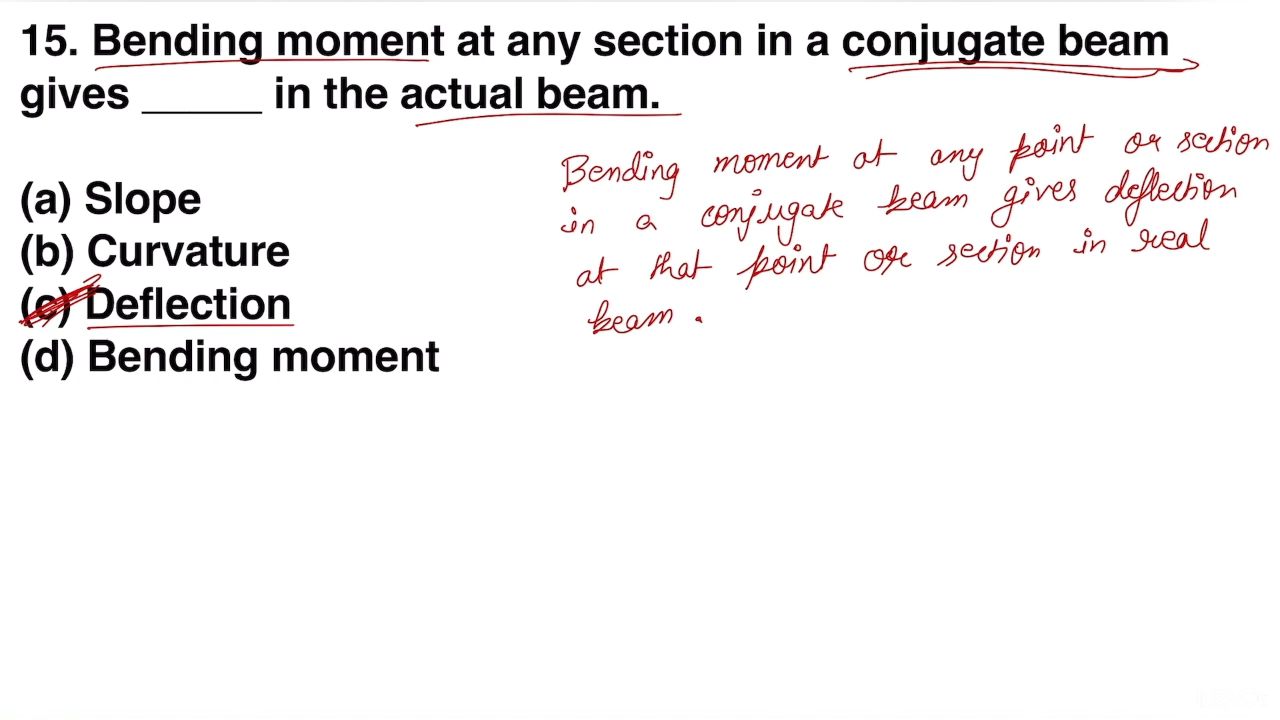 15. Bending moment at any section in a conjugate beam
gives ______ in the actual beam.
(a) Slope
(b) Curvature
(c) Deflection
(d) Bending moment
Bending moment at any point or section
in a conjugate beam gives deflection
at that point or section in real
beam.